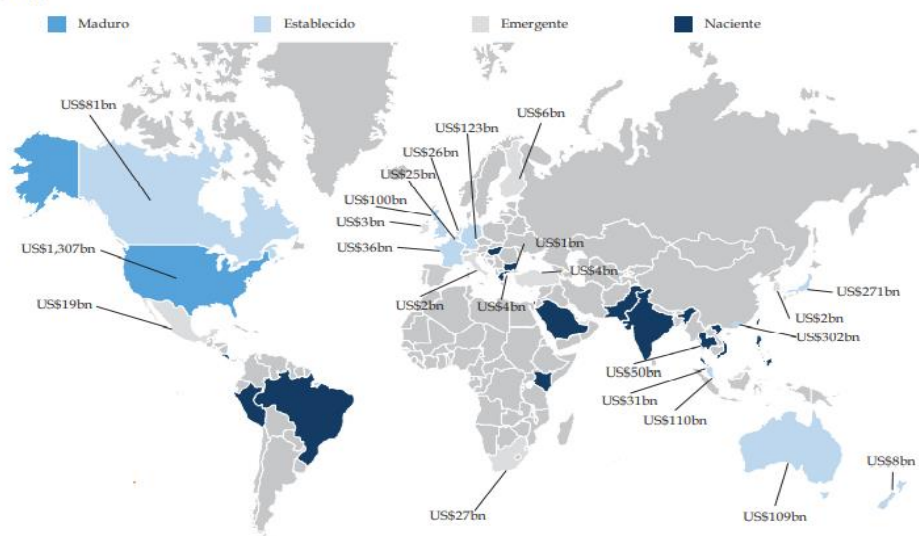 Maduro
Establecido
Emergente
Naciente
US$81bn
US$6bn
US$123bn
US$26bn
US$25bn
US$100bn
US$3bn
US$36bn
US$1bn
US$1,307bn
US$4bn
US$271bn
US$19bn
US$2bn
US$4bn
US$2bn
US$302bn
US$50bn
US$31bn
US$110bn
US$8bn
US$27bn
US$109bn